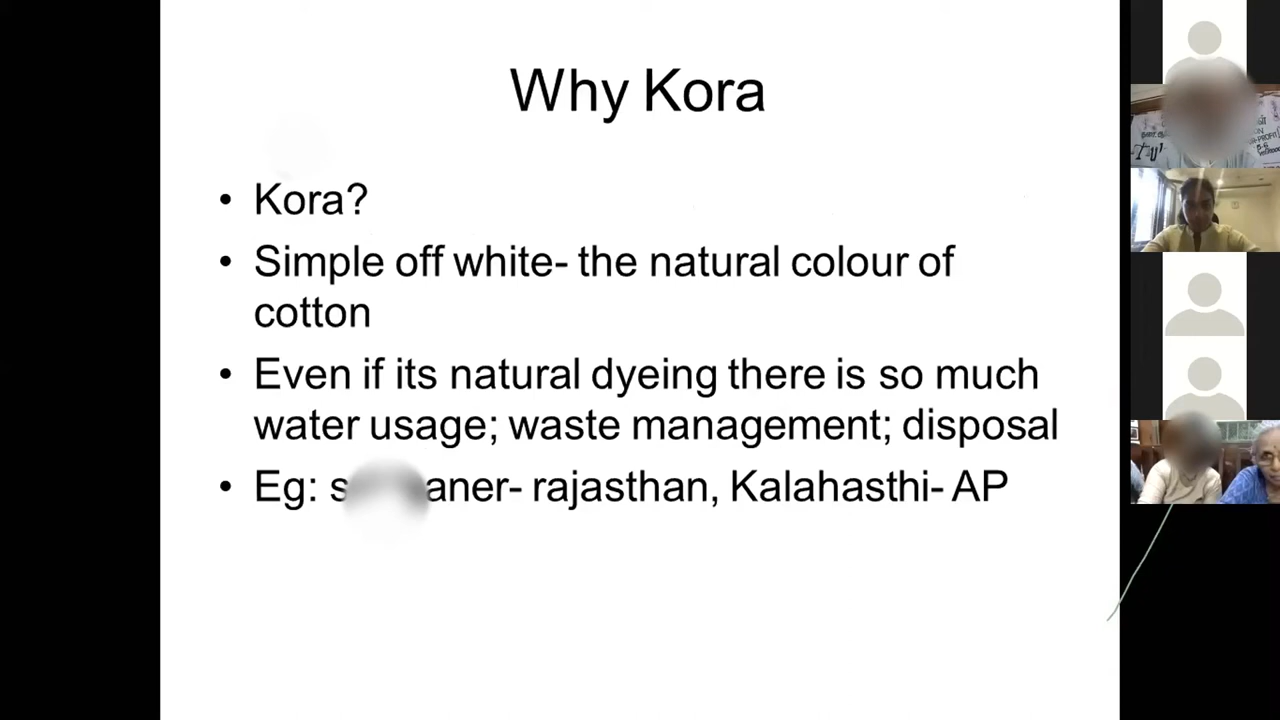 Why Kora
• Kora?
• Simple off white- the natural colour of
cotton
• Even if its natural dyeing there is so much
water usage; waste management; disposal
• Eg: rajasthan, Kalahasthi- AP